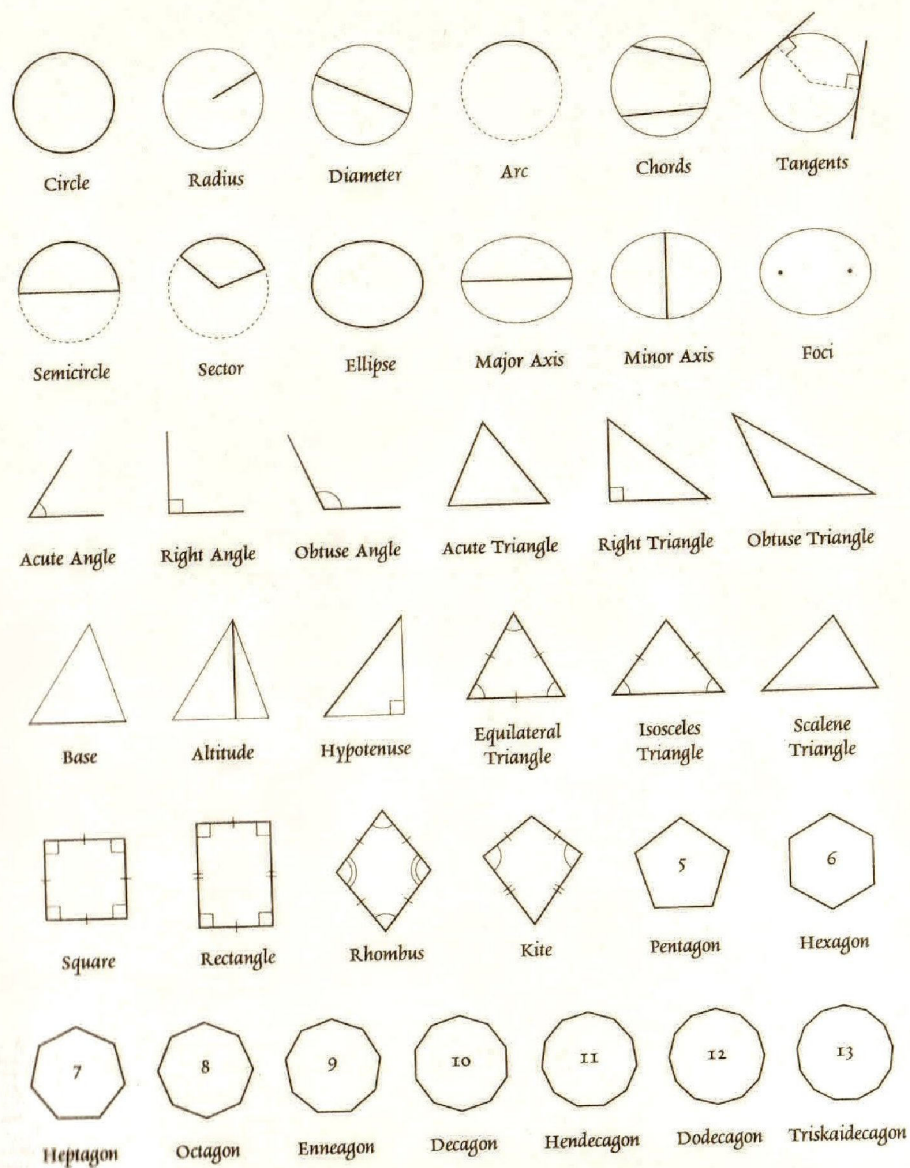 Circle
Radius
Diameter
Arc
Chords
Tangents
Semicircle
Sector
Ellipse
Major Axis
Minor Axis
Foci
Acute Angle
Right Angle
Obtuse Angle
Acute Triangle
Right Triangle
Obtuse Triangle
Base
Altitude
Hypotenuse
Equilateral
Triangle
Isosceles
Triangle
Scalene
Triangle
5
6
Square
Rectangle
Rhombus
Kite
Pentagon
Hexagon
7
8
9
10
11
12
13
Heptagon
Octagon
Enneagon
Decagon
Hendecagon
Dodecagon
Triskaidecagon